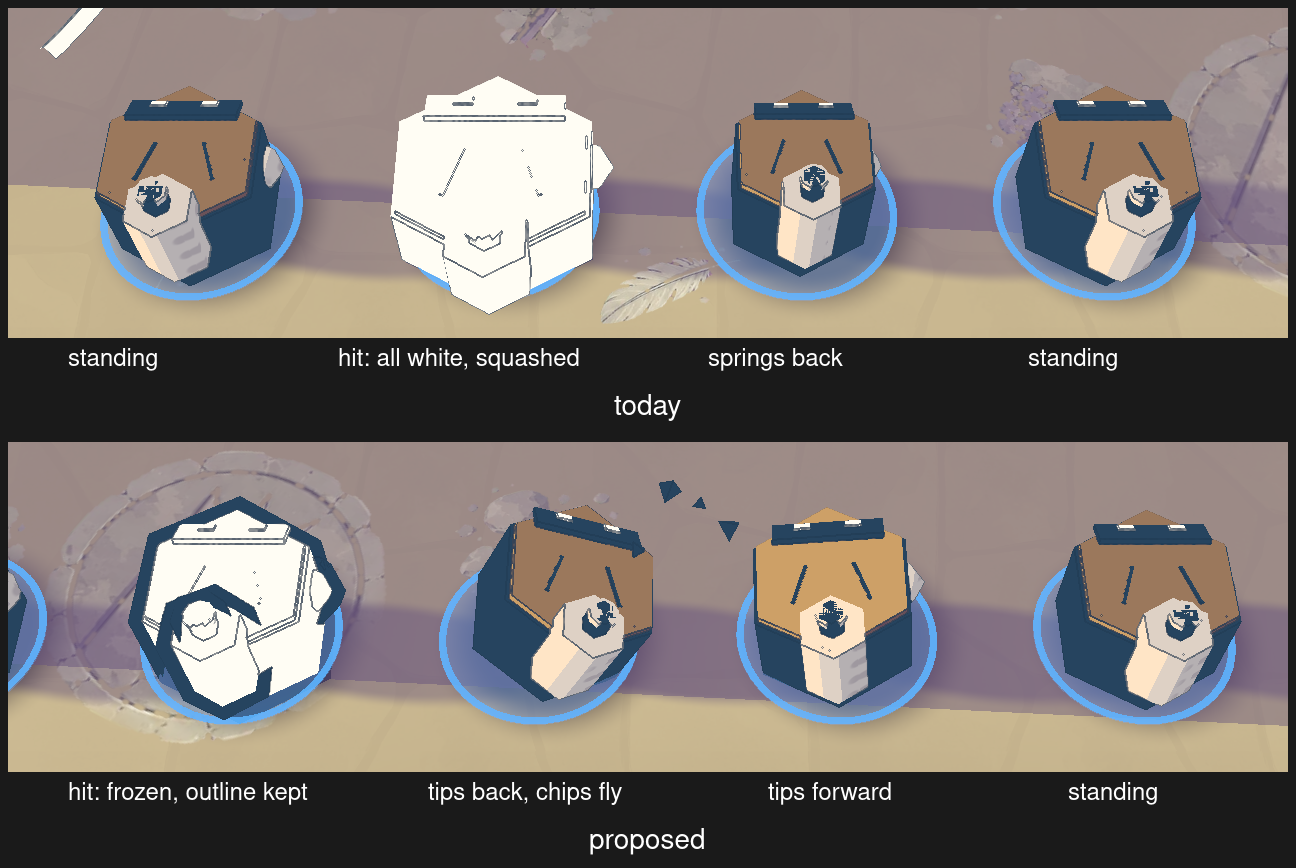 standing
hit: all white, squashed
springs back
standing
today
hit: frozen, outline kept
tips back, chips fly
tips forward
standing
proposed